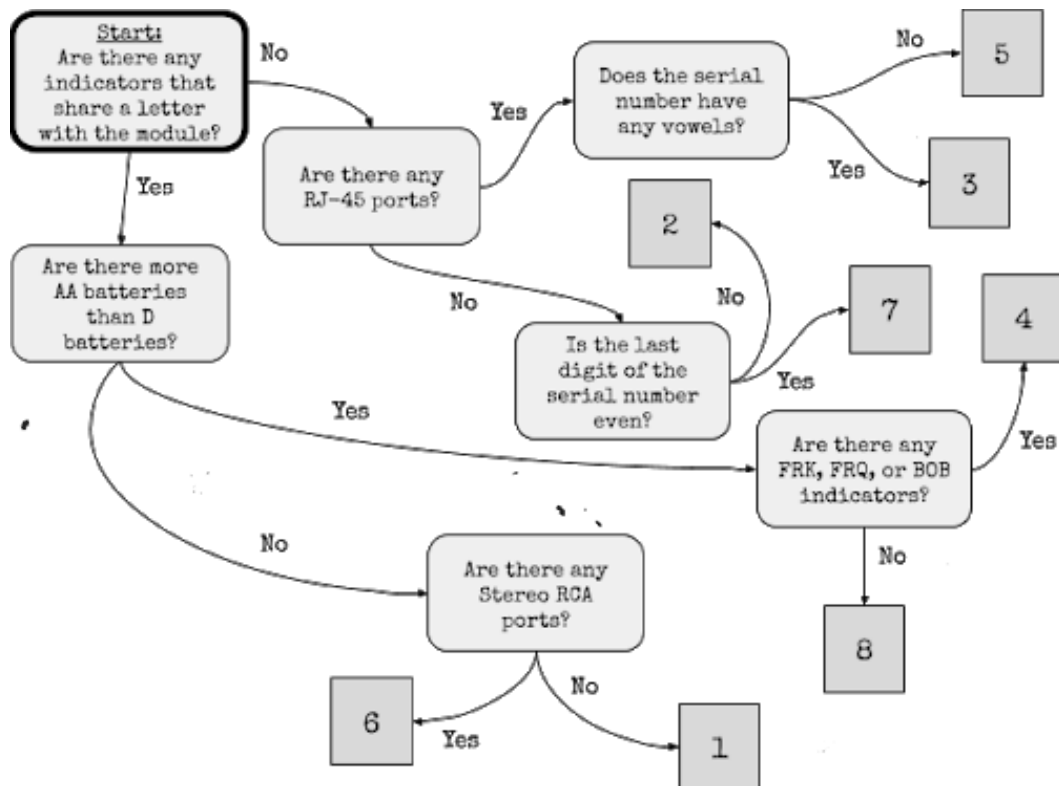 Start:
Are there any
indicators that
share a letter
with the module?
No
Yes
Are there any
RJ-45 ports?
Yes
No
Does the serial
number have
any vowels?
No
5
Yes
3
Is the last
digit of the
serial number
even?
No
2
Yes
7
Are there more
AA batteries
than D
batteries?
Yes
No
Are there any
FRK, FRQ, or BOB
indicators?
Yes
4
No
8
Are there any
Stereo RCA
ports?
Yes
6
No
1